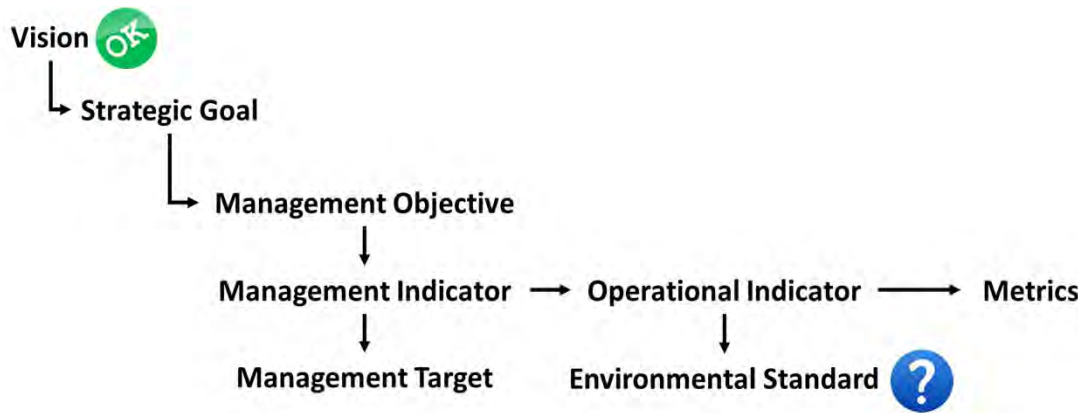 Vision OK
Strategic Goal
Management Objective
Management Indicator Operational Indicator Metrics
Management Target Environmental Standard ?